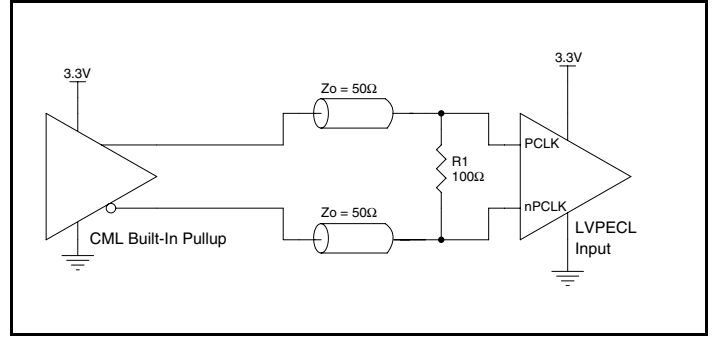 3.3V
3.3V
Zo = 50Ω
PCLK
R1
100Ω
Zo = 50Ω
nPCLK
CML Built-In Pullup
LVPECL
Input